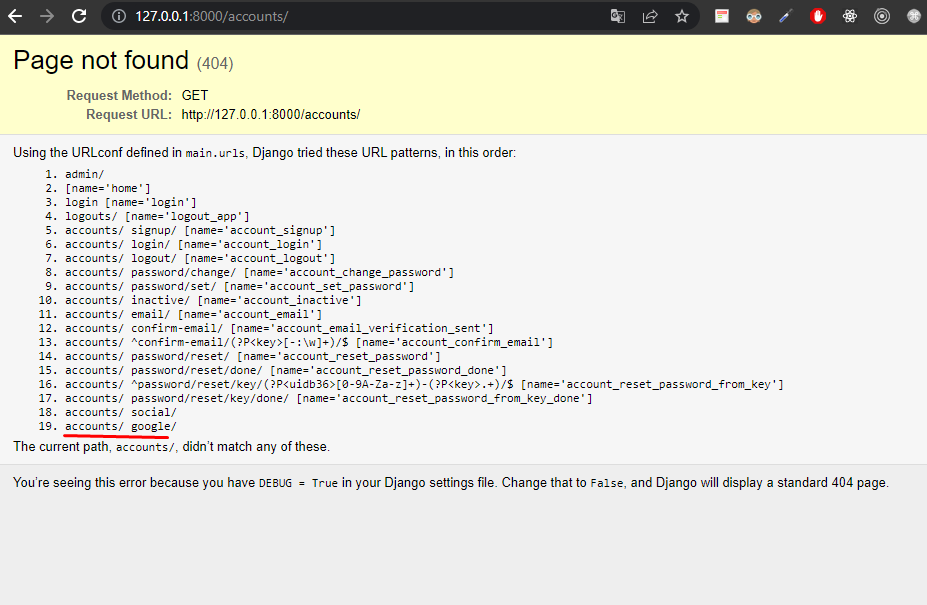 127.0.0.1:8000/accounts/
Page not found (404)
Request Method: GET
Request URL: http://127.0.0.1:8000/accounts/
Using the URLconf defined in main.urls, Django tried these URL patterns, in this order:
1. admin/
2. [name='home']
3. login [name='login']
4. logouts/ [name='logout_app']
5. accounts/ signup/ [name='account_signup']
6. accounts/ login/ [name='account_login']
7. accounts/ logout/ [name='account_logout']
8. accounts/ password/change/ [name='account_change_password']
9. accounts/ password/set/ [name='account_set_password']
10. accounts/ inactive/ [name='account_inactive']
11. accounts/ email/ [name='account_email']
12. accounts/ confirm-email/ [name='account_email_verification_sent']
13. accounts/ ^confirm-email/(?P<key>[-:\w]+)/$ [name='account_confirm_email']
14. accounts/ password/reset/ [name='account_reset_password']
15. accounts/ password/reset/done/ [name='account_reset_password_done']
16. accounts/ ^password/reset/key/(?P<uidb36>[0-9A-Za-z]+)-(?P<key>.+)/$ [name='account_reset_password_from_key']
17. accounts/ password/reset/key/done/ [name='account_reset_password_from_key_done']
18. accounts/ social/
19. accounts/ google/
The current path, accounts/, didn’t match any of these.
You’re seeing this error because you have DEBUG = True in your Django settings file. Change that to False, and Django will display a standard 404 page.